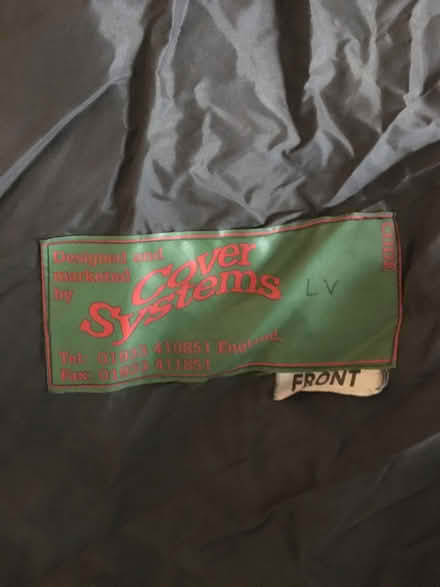 Designed and
marketed
by
Cover
Systems
LV
Tel: 01933 410851 England
Fax: 01933 411851
FRONT